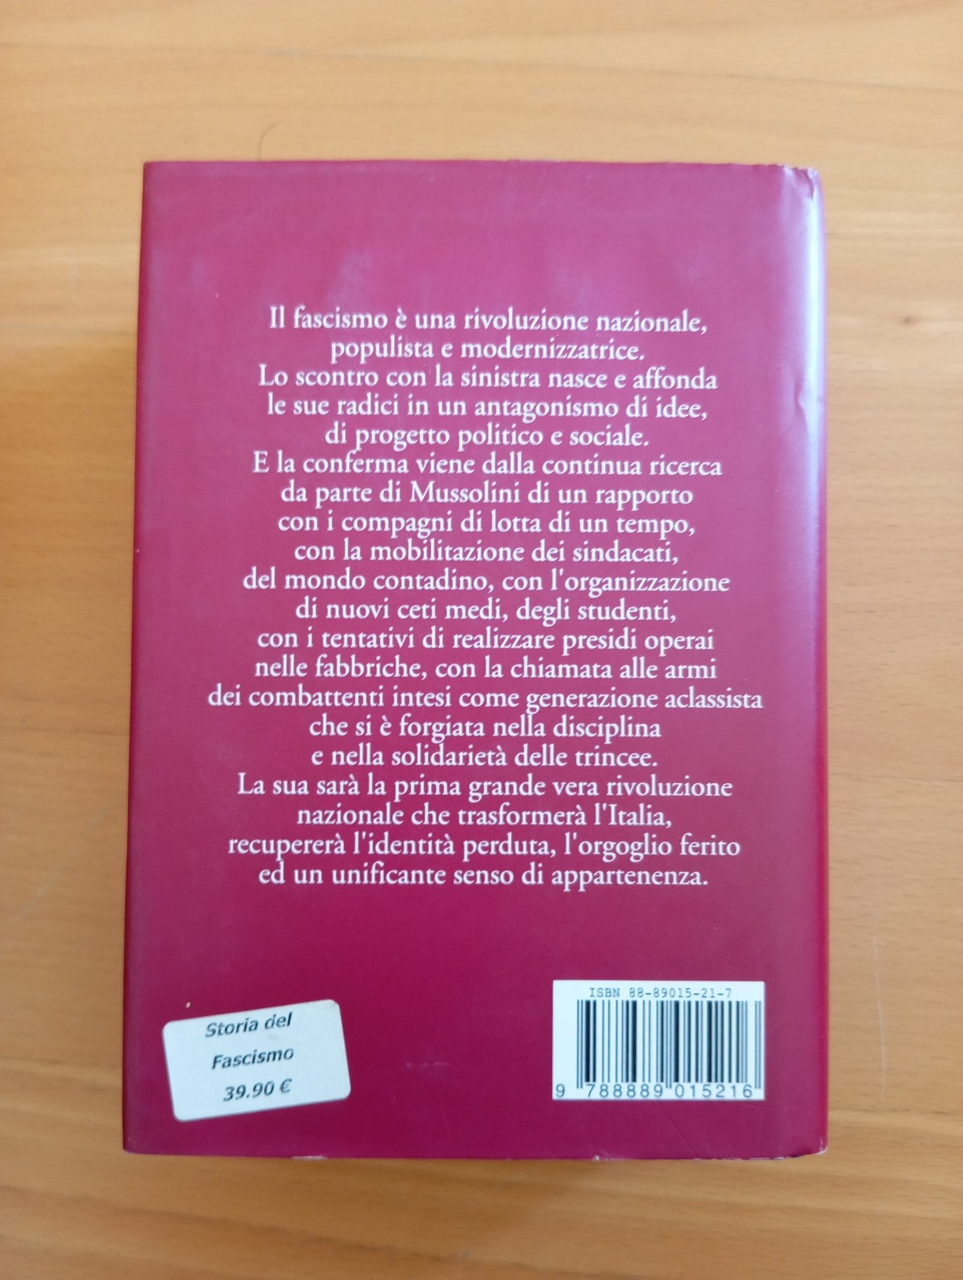 Il fascismo è una rivoluzione nazionale,
populista e modernizzatrice.
Lo scontro con la sinistra nasce e affonda
le sue radici in un antagonismo di idee,
di progetto politico e sociale.
E la conferma viene dalla continua ricerca
da parte di Mussolini di un rapporto
con i compagni di lotta di un tempo,
con la mobilitazione dei sindacati,
del mondo contadino, con l'organizzazione
di nuovi ceti medi, degli studenti,
con i tentativi di realizzare presidi operai
nelle fabbriche, con la chiamata alle armi
dei combattenti intesi come generazione aclassista
che si è forgiata nella disciplina
e nella solidarietà delle trincee.
La sua sarà la prima grande vera rivoluzione
nazionale che trasformerà l'Italia,
recupererà l'identità perduta, l'orgoglio ferito
ed un unificante senso di appartenenza.
Storia del
Fascismo
39.90 €
ISBN 88-89015-21-7
9 788889 015216